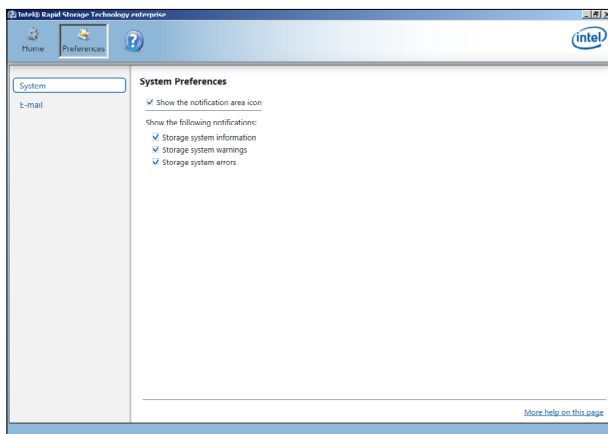 Intel® Rapid Storage Technology enterprise
Home
Preferences
?
intel
System
E-mail
System Preferences
Show the notification area icon
Show the following notifications:
Storage system information
Storage system warnings
Storage system errors
More help on this page